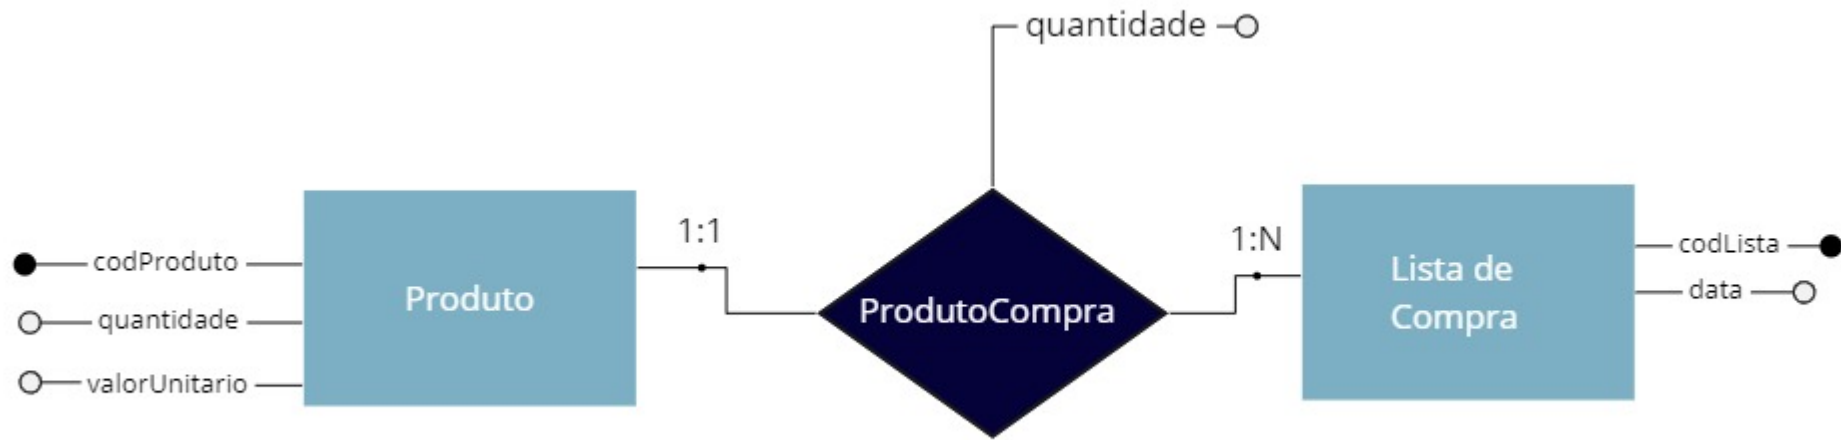 quantidade
1:1
1:N
codProduto
quantidade
valorUnitario
Produto
ProdutoCompra
Lista de
Compra
codLista
data